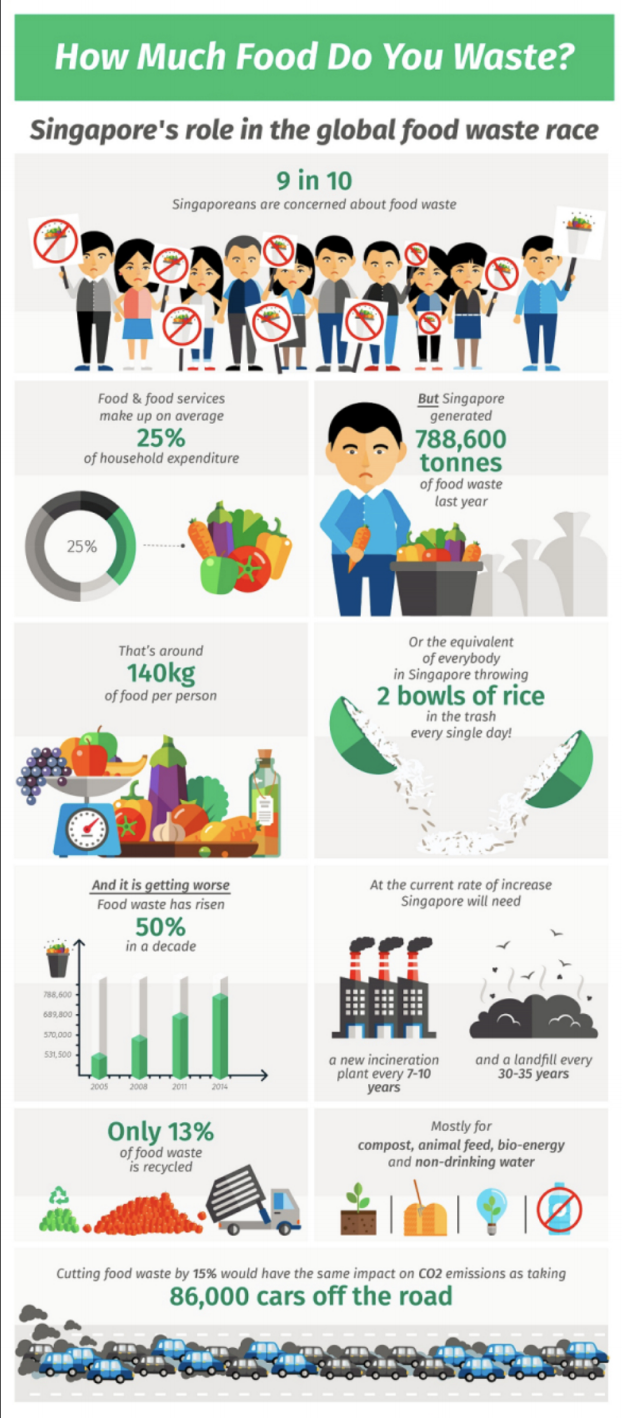 How Much Food Do You Waste?
Singapore's role in the global food waste race
9 in 10
Singaporeans are concerned about food waste
Food & food services
make up on average
25%
of household expenditure
25%
But Singapore
generated
788,600
tonnes
of food waste
last year
That's around
140kg
of food per person
Or the equivalent
of everybody
in Singapore throwing
2 bowls of rice
in the trash
every single day!
And it is getting worse
Food waste has risen
50%
in a decade
788,600
689,800
570,000
531,500
2005
2008
2011
2014
At the current rate of increase
Singapore will need
a new incineration
plant every 7-10
years
and a landfill every
30-35 years
Only 13%
of food waste
is recycled
Mostly for
compost, animal feed, bio-energy
and non-drinking water
Cutting food waste by 15% would have the same impact on CO2 emissions as taking
86,000 cars off the road